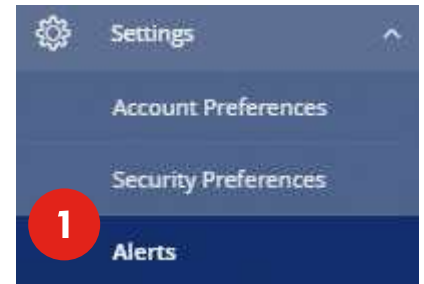 Settings
Account Preferences
Security Preferences
1
Alerts